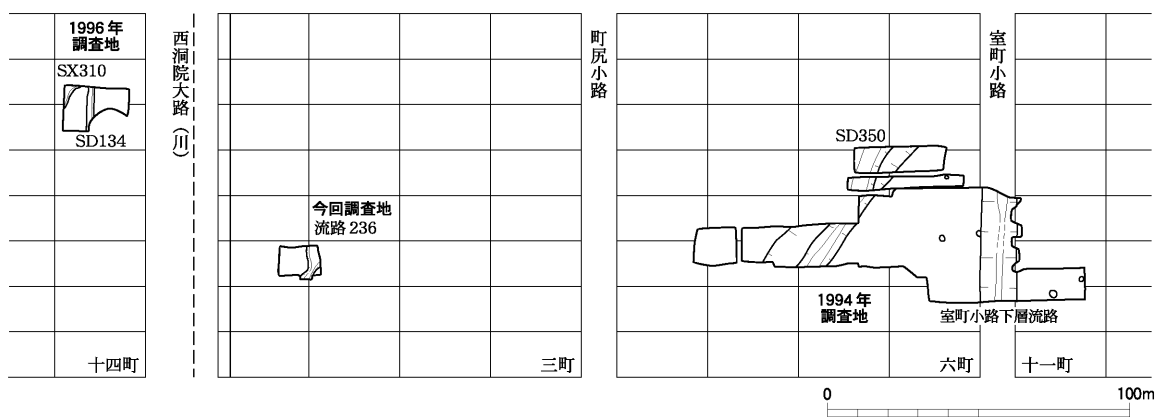 1996年
調査地
SX310
SD134
西洞院大路（川）
町尻小路
室町小路
SD350
今回調査地
流路236
1994年
調査地
室町小路下層流路
十四町
三町
六町
十一町
0
100m